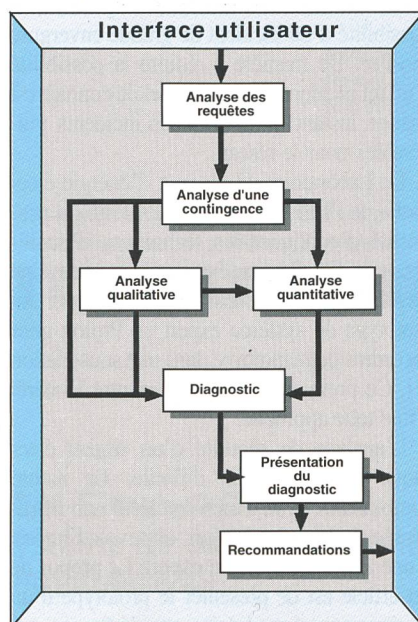 Interface utilisateur
Analyse des
requêtes
Analyse d'une
contingence
Analyse
qualitative
Analyse
quantitative
Diagnostic
Présentation
du
diagnostic
Recommandations